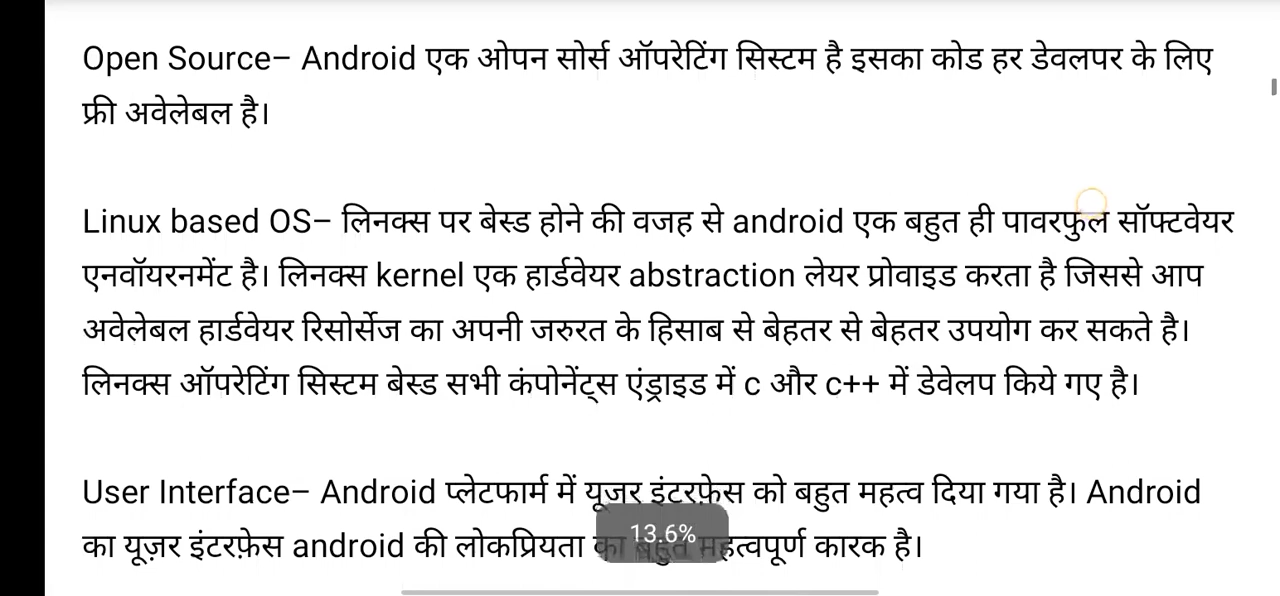 Open Source– Android एक ओपन सोर्स ऑपरेटिंग सिस्टम है इसका कोड हर डेवलपर के लिए
फ्री अवेलेबल है।
Linux based OS– लिनक्स पर बेस्ड होने की वजह से android एक बहुत ही पावरफुल सॉफ्टवेयर
एनवॉयरनमेंट है। लिनक्स kernel एक हार्डवेयर abstraction लेयर प्रोवाइड करता है जिससे आप
अवेलेबल हार्डवेयर रिसोर्सेज का अपनी जरुरत के हिसाब से बेहतर से बेहतर उपयोग कर सकते है।
लिनक्स ऑपरेटिंग सिस्टम बेस्ड सभी कंपोनेंट्स एंड्राइड में c और c++ में डेवेलप किये गए है।
User Interface– Android प्लेटफार्म में यूज़र इंटरफ़ेस को बहुत महत्व दिया गया है। Android
का यूज़र इंटरफ़ेस android की लोकप्रियता का बहुत महत्वपूर्ण कारक है।
13.6%